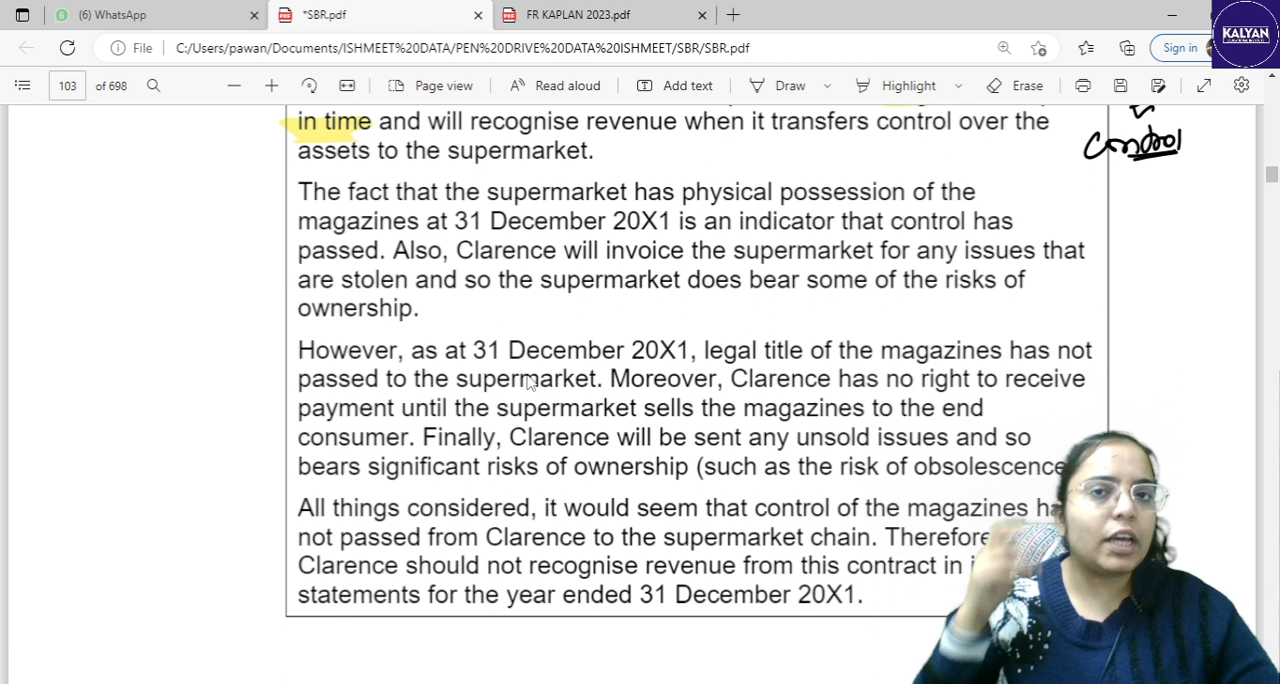 (6) WhatsApp
*SBR.pdf
FR KAPLAN 2023.pdf
KALYAN
File
C:/Users/pawan/Documents/ISHMEET%20DATA/PEN%20DRIVE%20DATA%20ISHMEET/SBR/SBR.pdf
Sign in
103 of 698
Page view
Read aloud
Add text
Draw
Highlight
Erase
in time and will recognise revenue when it transfers control over the
assets to the supermarket.
control
The fact that the supermarket has physical possession of the
magazines at 31 December 20X1 is an indicator that control has
passed. Also, Clarence will invoice the supermarket for any issues that
are stolen and so the supermarket does bear some of the risks of
ownership.
However, as at 31 December 20X1, legal title of the magazines has not
passed to the supermarket. Moreover, Clarence has no right to receive
payment until the supermarket sells the magazines to the end
consumer. Finally, Clarence will be sent any unsold issues and so
bears significant risks of ownership (such as the risk of obsolescence
All things considered, it would seem that control of the magazines ha
not passed from Clarence to the supermarket chain. Therefore
Clarence should not recognise revenue from this contract in i
statements for the year ended 31 December 20X1.